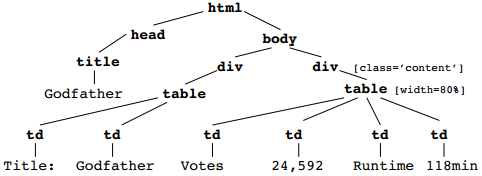 html
head
body
title
div
div [class='content']
Godfather
table
table [width=80%]
td td td td td td
Title: Godfather Votes 24,592 Runtime 118min